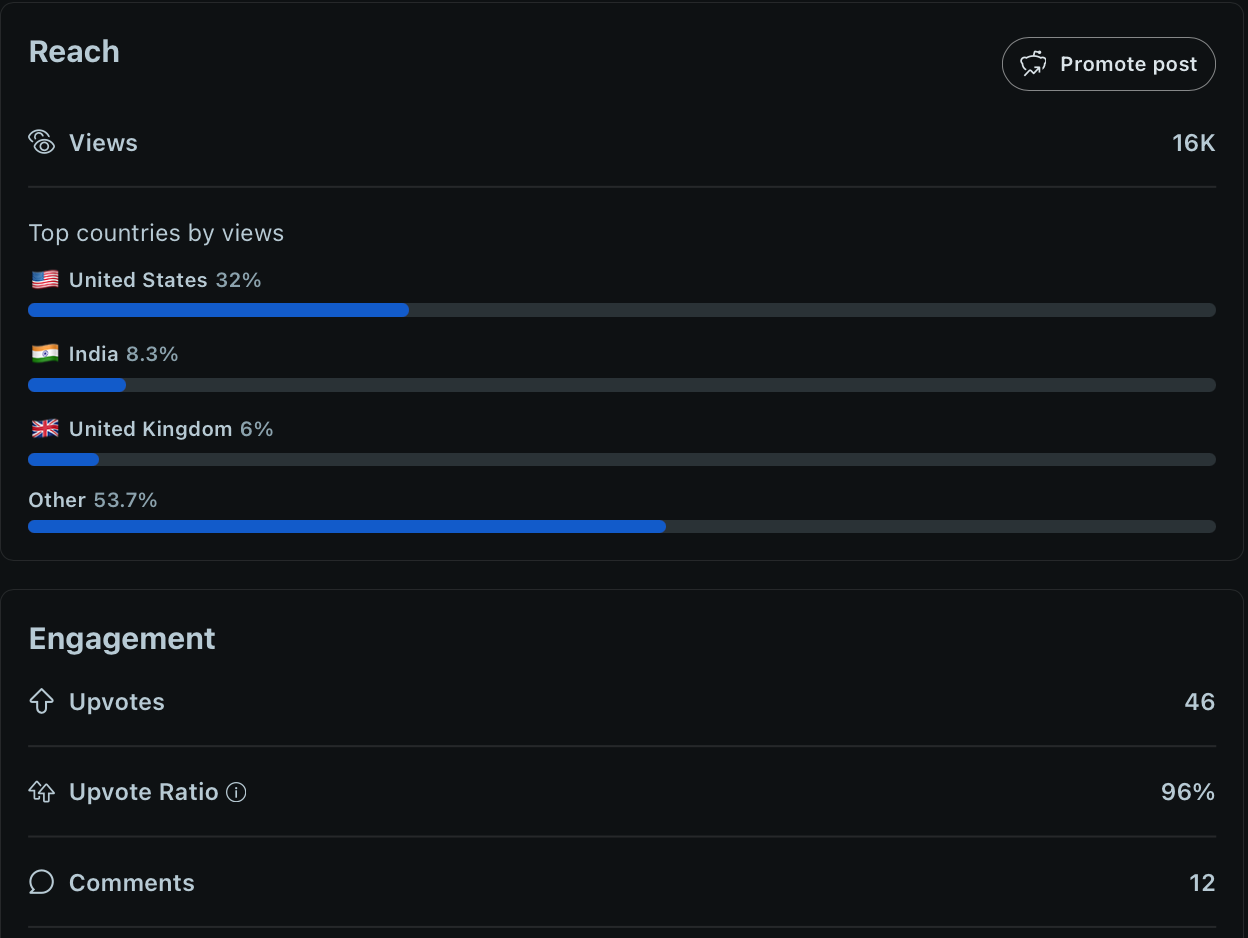 Reach
Promote post
Views
16K
Top countries by views
United States 32%
India 8.3%
United Kingdom 6%
Other 53.7%
Engagement
Upvotes
46
Upvote Ratio
96%
Comments
12